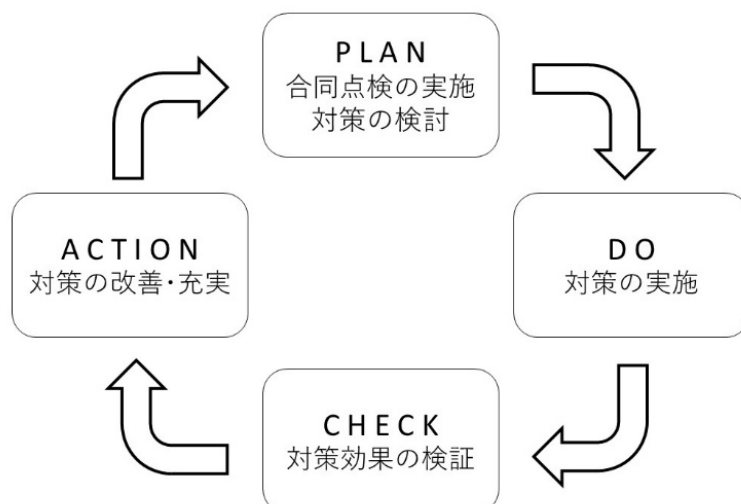 PLAN
合同点検の実施
対策の検討
DO
対策の実施
CHECK
対策効果の検証
ACTION
対策の改善・充実